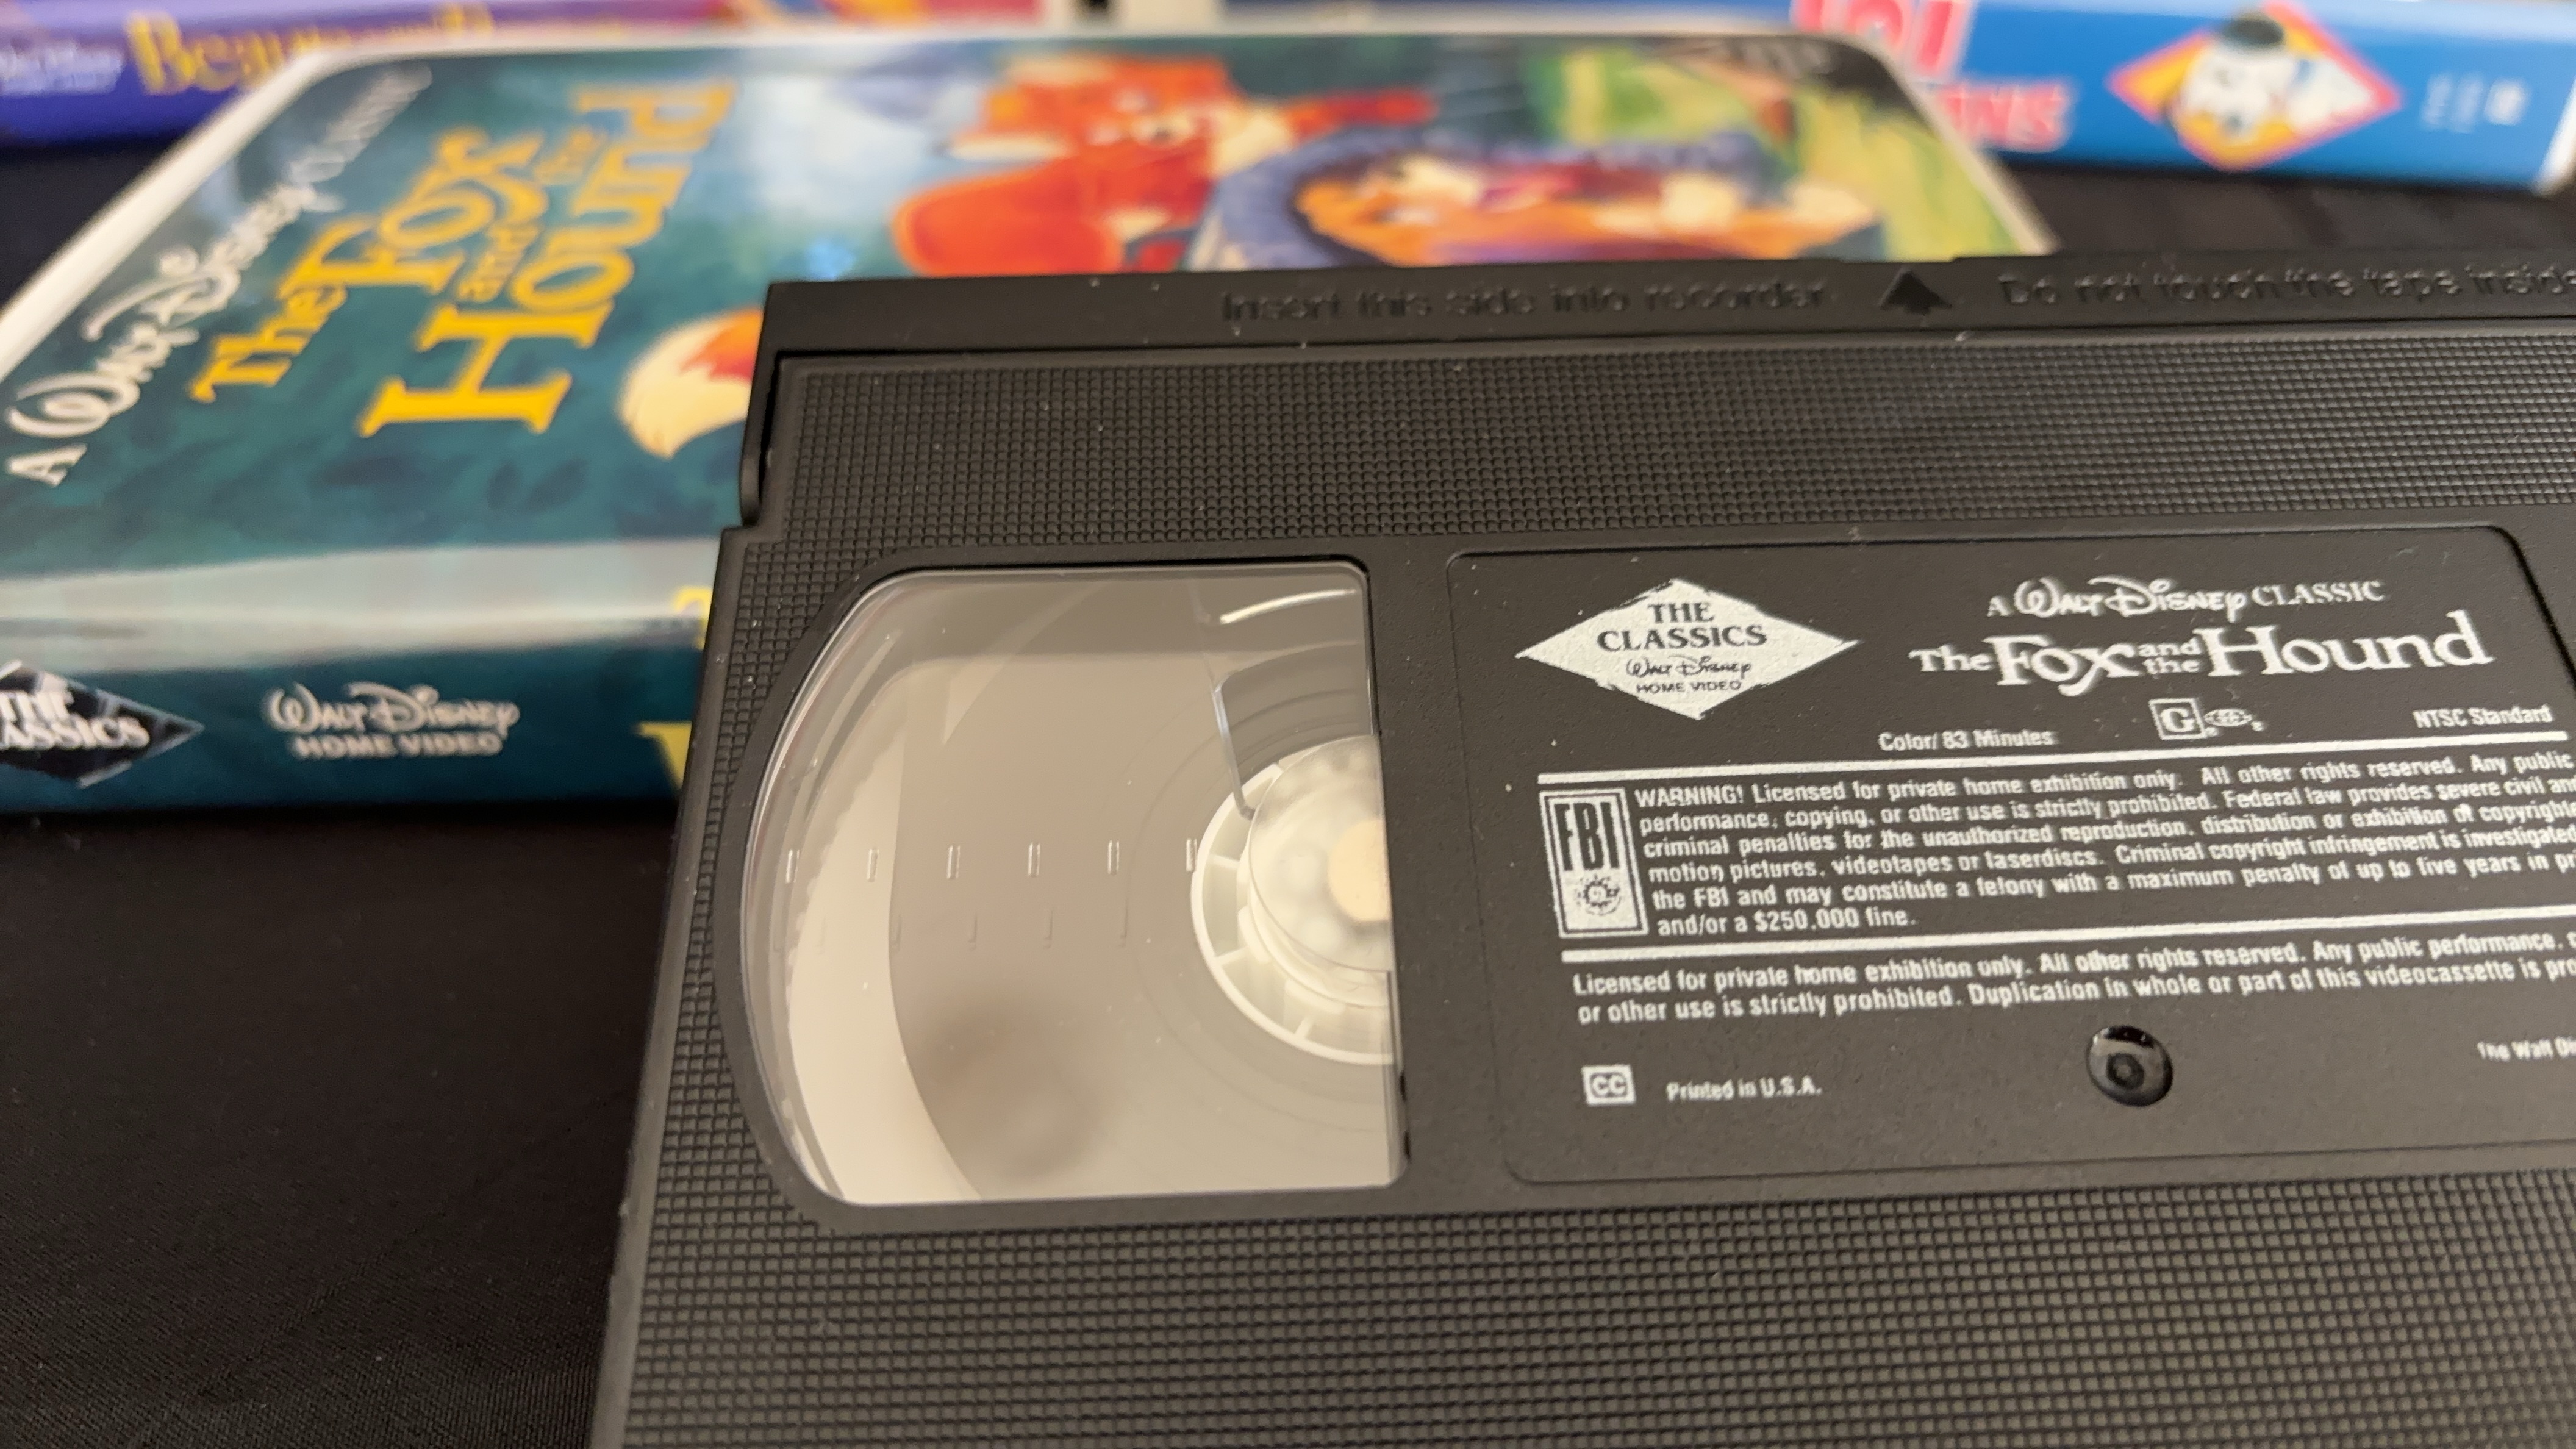 A WALT DISNEY CLASSIC
The Fox
and the
Hound
THE
CLASSICS
WALT DISNEY
HOME VIDEO
Insert this side into recorder
Do not touch the tape inside
THE
CLASSICS
WALT DISNEY
HOME VIDEO
A WALT DISNEY CLASSIC
The Fox and the Hound
Color/ 83 Minutes
G
NTSC Standard
FBI
WARNING! Licensed for private home exhibition only. All other rights reserved. Any public
performance, copying, or other use is strictly prohibited. Federal law provides severe civil
criminal penalties for the unauthorized reproduction, distribution or exhibition of
motion pictures, videotapes or laserdiscs. Criminal copyright infringement is
the FBI and may constitute a felony with a maximum penalty of up to five years in
and/or a $250.000 fine.
Licensed for private home exhibition only. All other rights reserved. Any public performance,
or other use is strictly prohibited. Duplication in whole or part of this videocassette is
CC
Printed in U.S.A.
The Walt